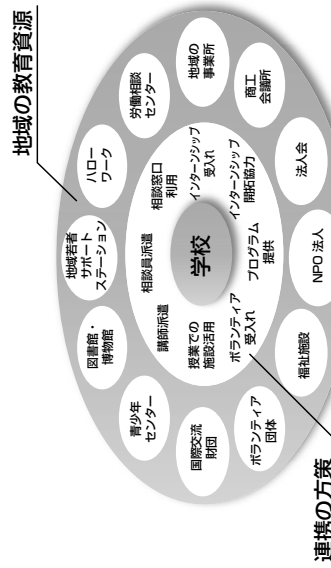 地域の教育資源
地域若者
サポート
ステーション
ハロー
ワーク
労働相談
センター
地域の
事業所
商工
会議所
法人会
NPO 法人
福祉施設
ボランティア
団体
国際交流
財団
青少年
センター
図書館・
博物館
相談員派遣
相談窓口
利用
インターンシップ
受入れ
インターンシップ
開拓協力
プログラム
提供
ボランティア
受入れ
授業での
施設活用
講師派遣
学校
連携の方策